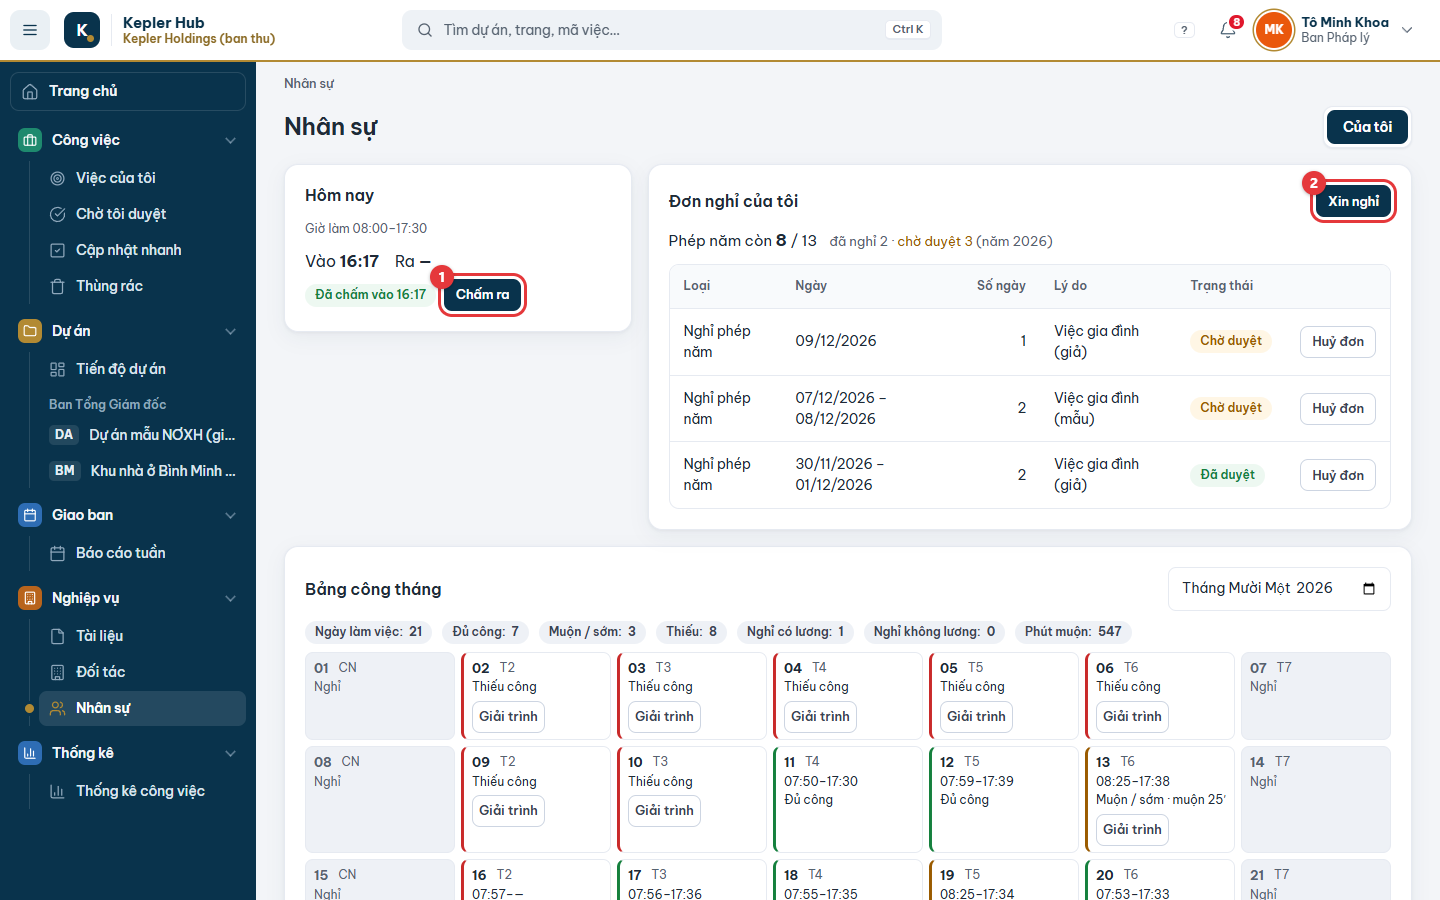 K
Kepler Hub
Kepler Holdings (ban thu)
Tìm dự án, trang, mã việc...
Ctrl K
?
8
MK
Tô Minh Khoa
Ban Pháp lý
Trang chủ
Công việc
Việc của tôi
Chờ tôi duyệt
Cập nhật nhanh
Thùng rác
Dự án
Tiến độ dự án
Ban Tổng Giám đốc
DA Dự án mẫu NƠXH (gi...
BM Khu nhà ở Bình Minh ...
Giao ban
Báo cáo tuần
Nghiệp vụ
Tài liệu
Đối tác
Nhân sự
Thống kê
Thống kê công việc
Nhân sự
Nhân sự
Của tôi
Hôm nay
Giờ làm 08:00–17:30
Vào 16:17 Ra —
Đã chấm vào 16:17
1
Chấm ra
Đơn nghỉ của tôi
2
Xin nghỉ
Phép năm còn 8 / 13 đã nghỉ 2 · chờ duyệt 3 (năm 2026)
Loại Ngày Số ngày Lý do Trạng thái
Nghỉ phép năm 09/12/2026 1 Việc gia đình (giả) Chờ duyệt Huỷ đơn
Nghỉ phép năm 07/12/2026 – 08/12/2026 2 Việc gia đình (mẫu) Chờ duyệt Huỷ đơn
Nghỉ phép năm 30/11/2026 – 01/12/2026 2 Việc gia đình (giả) Đã duyệt Huỷ đơn
Bảng công tháng
Tháng Mười Một 2026
Ngày làm việc: 21 Đủ công: 7 Muộn / sớm: 3 Thiếu: 8 Nghỉ có lương: 1 Nghỉ không lương: 0 Phút muộn: 547
01 CN
Nghỉ
02 T2
Thiếu công
Giải trình
03 T3
Thiếu công
Giải trình
04 T4
Thiếu công
Giải trình
05 T5
Thiếu công
Giải trình
06 T6
Thiếu công
Giải trình
07 T7
Nghỉ
08 CN
Nghỉ
09 T2
Thiếu công
Giải trình
10 T3
Thiếu công
Giải trình
11 T4
07:50–17:30
Đủ công
12 T5
07:59–17:39
Đủ công
13 T6
08:25–17:38
Muộn / sớm · muộn 25'
Giải trình
14 T7
Nghỉ
15 CN
Nghỉ
16 T2
07:57–—
17 T3
07:56–17:36
18 T4
07:55–17:35
19 T5
08:25–17:34
20 T6
07:53–17:33
21 T7
Nghỉ